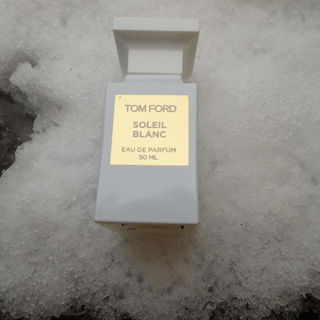 TOM FORD
SOLEIL
BLANC
EAU DE PARFUM
50 ML